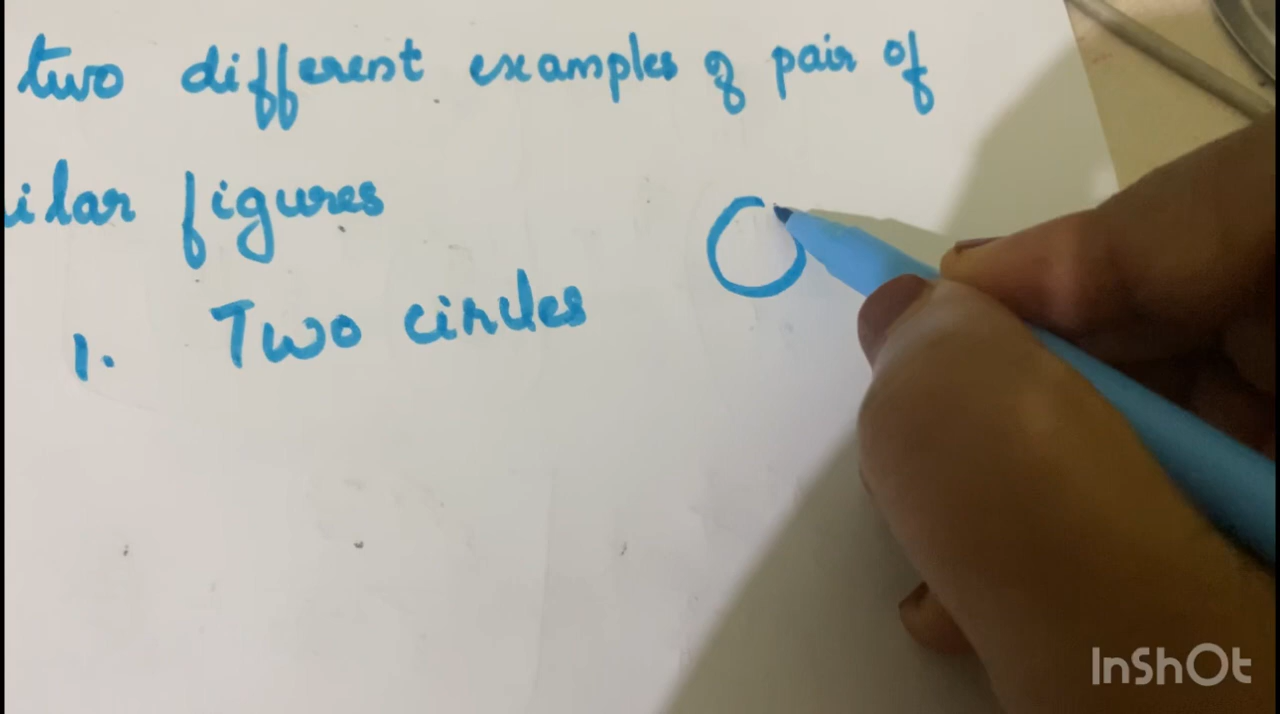 two different examples of pair of
ilar figures
1. Two circles
InShOt